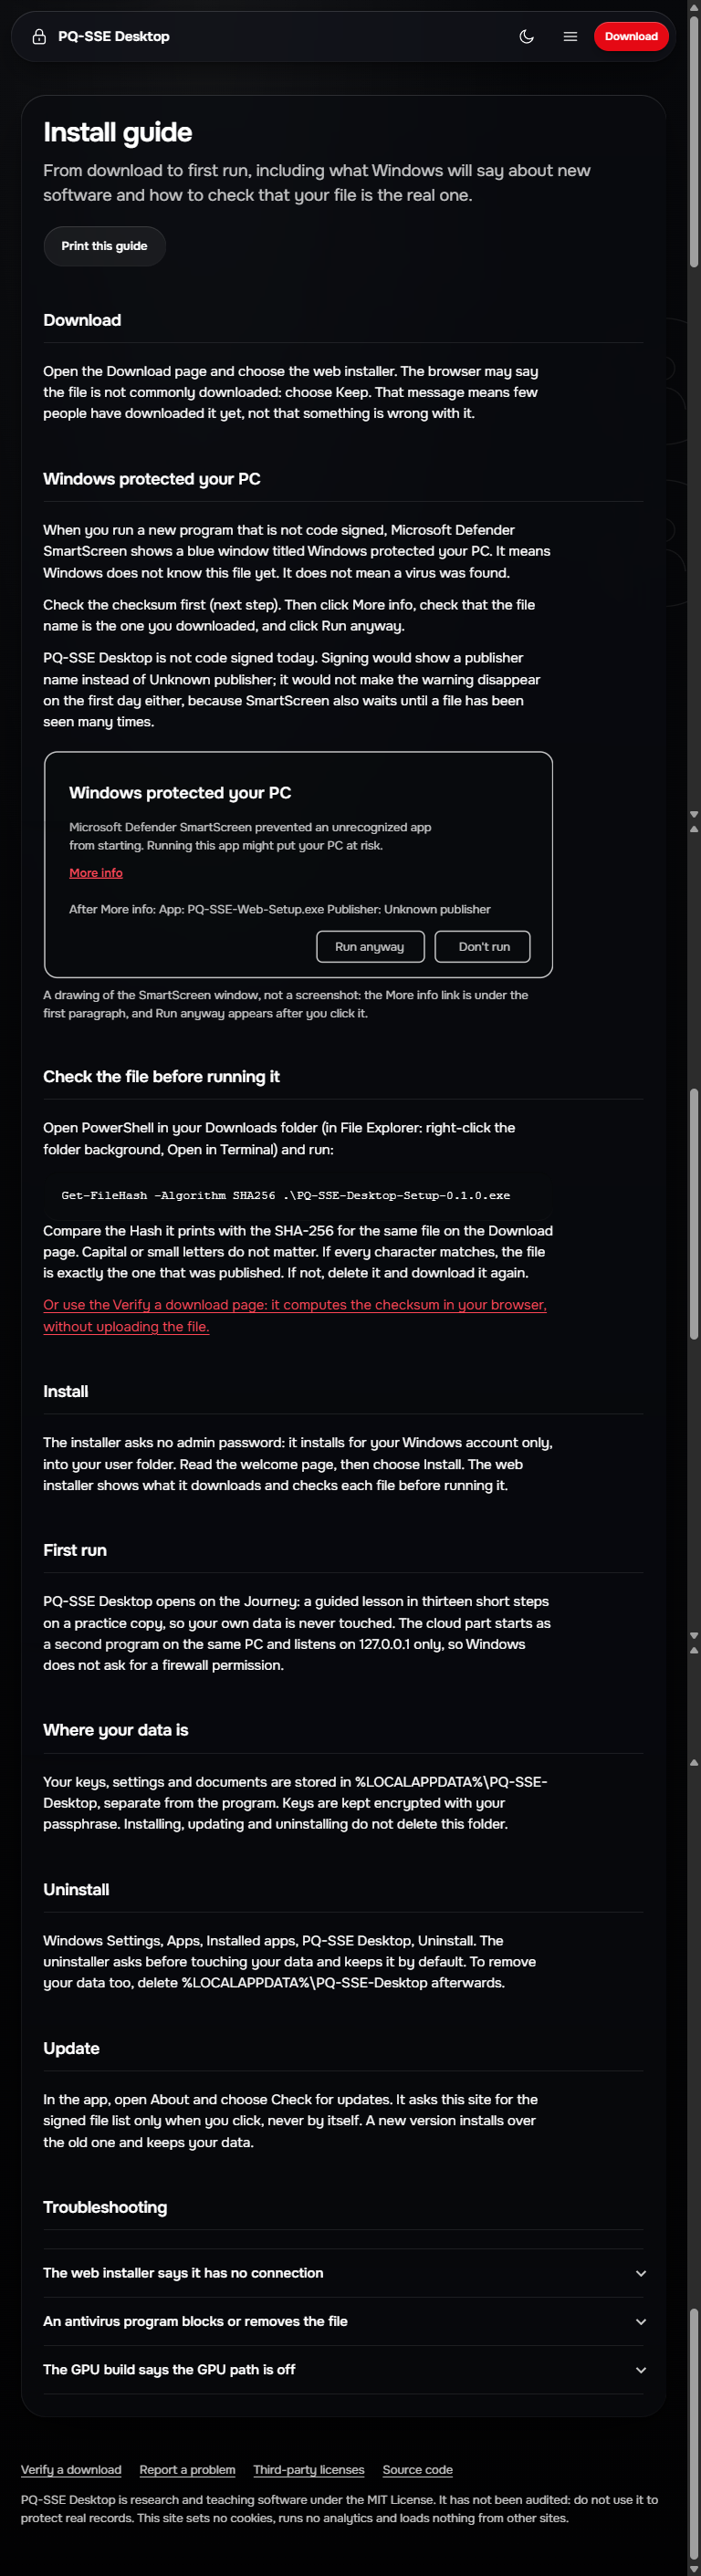 PQ-SSE Desktop
Download
Install guide
From download to first run, including what Windows will say about new
software and how to check that your file is the real one.
Print this guide
Download
Open the Download page and choose the web installer. The browser may say
the file is not commonly downloaded: choose Keep. That message means few
people have downloaded it yet, not that something is wrong with it.
Windows protected your PC
When you run a new program that is not code signed, Microsoft Defender
SmartScreen shows a blue window titled Windows protected your PC. It means
Windows does not know this file yet. It does not mean a virus was found.
Check the checksum first (next step). Then click More info, check that the file
name is the one you downloaded, and click Run anyway.
PQ-SSE Desktop is not code signed today. Signing would show a publisher
name instead of Unknown publisher; it would not make the warning disappear
on the first day either, because SmartScreen also waits until a file has been
seen many times.
Windows protected your PC
Microsoft Defender SmartScreen prevented an unrecognized app
from starting. Running this app might put your PC at risk.
More info
After More info: App: PQ-SSE-Web-Setup.exe Publisher: Unknown publisher
Run anyway
Don't run
A drawing of the SmartScreen window, not a screenshot: the More info link is under the
first paragraph, and Run anyway appears after you click it.
Check the file before running it
Open PowerShell in your Downloads folder (in File Explorer: right-click the
folder background, Open in Terminal) and run:
Get-FileHash -Algorithm SHA256 .\PQ-SSE-Desktop-Setup-0.1.0.exe
Compare the Hash it prints with the SHA-256 for the same file on the Download
page. Capital or small letters do not matter. If every character matches, the file
is exactly the one that was published. If not, delete it and download it again.
Or use the Verify a download page: it computes the checksum in your browser,
without uploading the file.
Install
The installer asks no admin password: it installs for your Windows account only,
into your user folder. Read the welcome page, then choose Install. The web
installer shows what it downloads and checks each file before running it.
First run
PQ-SSE Desktop opens on the Journey: a guided lesson in thirteen short steps
on a practice copy, so your own data is never touched. The cloud part starts as
a second program on the same PC and listens on 127.0.0.1 only, so Windows
does not ask for a firewall permission.
Where your data is
Your keys, settings and documents are stored in %LOCALAPPDATA%\PQ-SSE-
Desktop, separate from the program. Keys are kept encrypted with your
passphrase. Installing, updating and uninstalling do not delete this folder.
Uninstall
Windows Settings, Apps, Installed apps, PQ-SSE Desktop, Uninstall. The
uninstaller asks before touching your data and keeps it by default. To remove
your data too, delete %LOCALAPPDATA%\PQ-SSE-Desktop afterwards.
Update
In the app, open About and choose Check for updates. It asks this site for the
signed file list only when you click, never by itself. A new version installs over
the old one and keeps your data.
Troubleshooting
The web installer says it has no connection
An antivirus program blocks or removes the file
The GPU build says the GPU path is off
Verify a download Report a problem Third-party licenses Source code
PQ-SSE Desktop is research and teaching software under the MIT License. It has not been audited: do not use it to
protect real records. This site sets no cookies, runs no analytics and loads nothing from other sites.